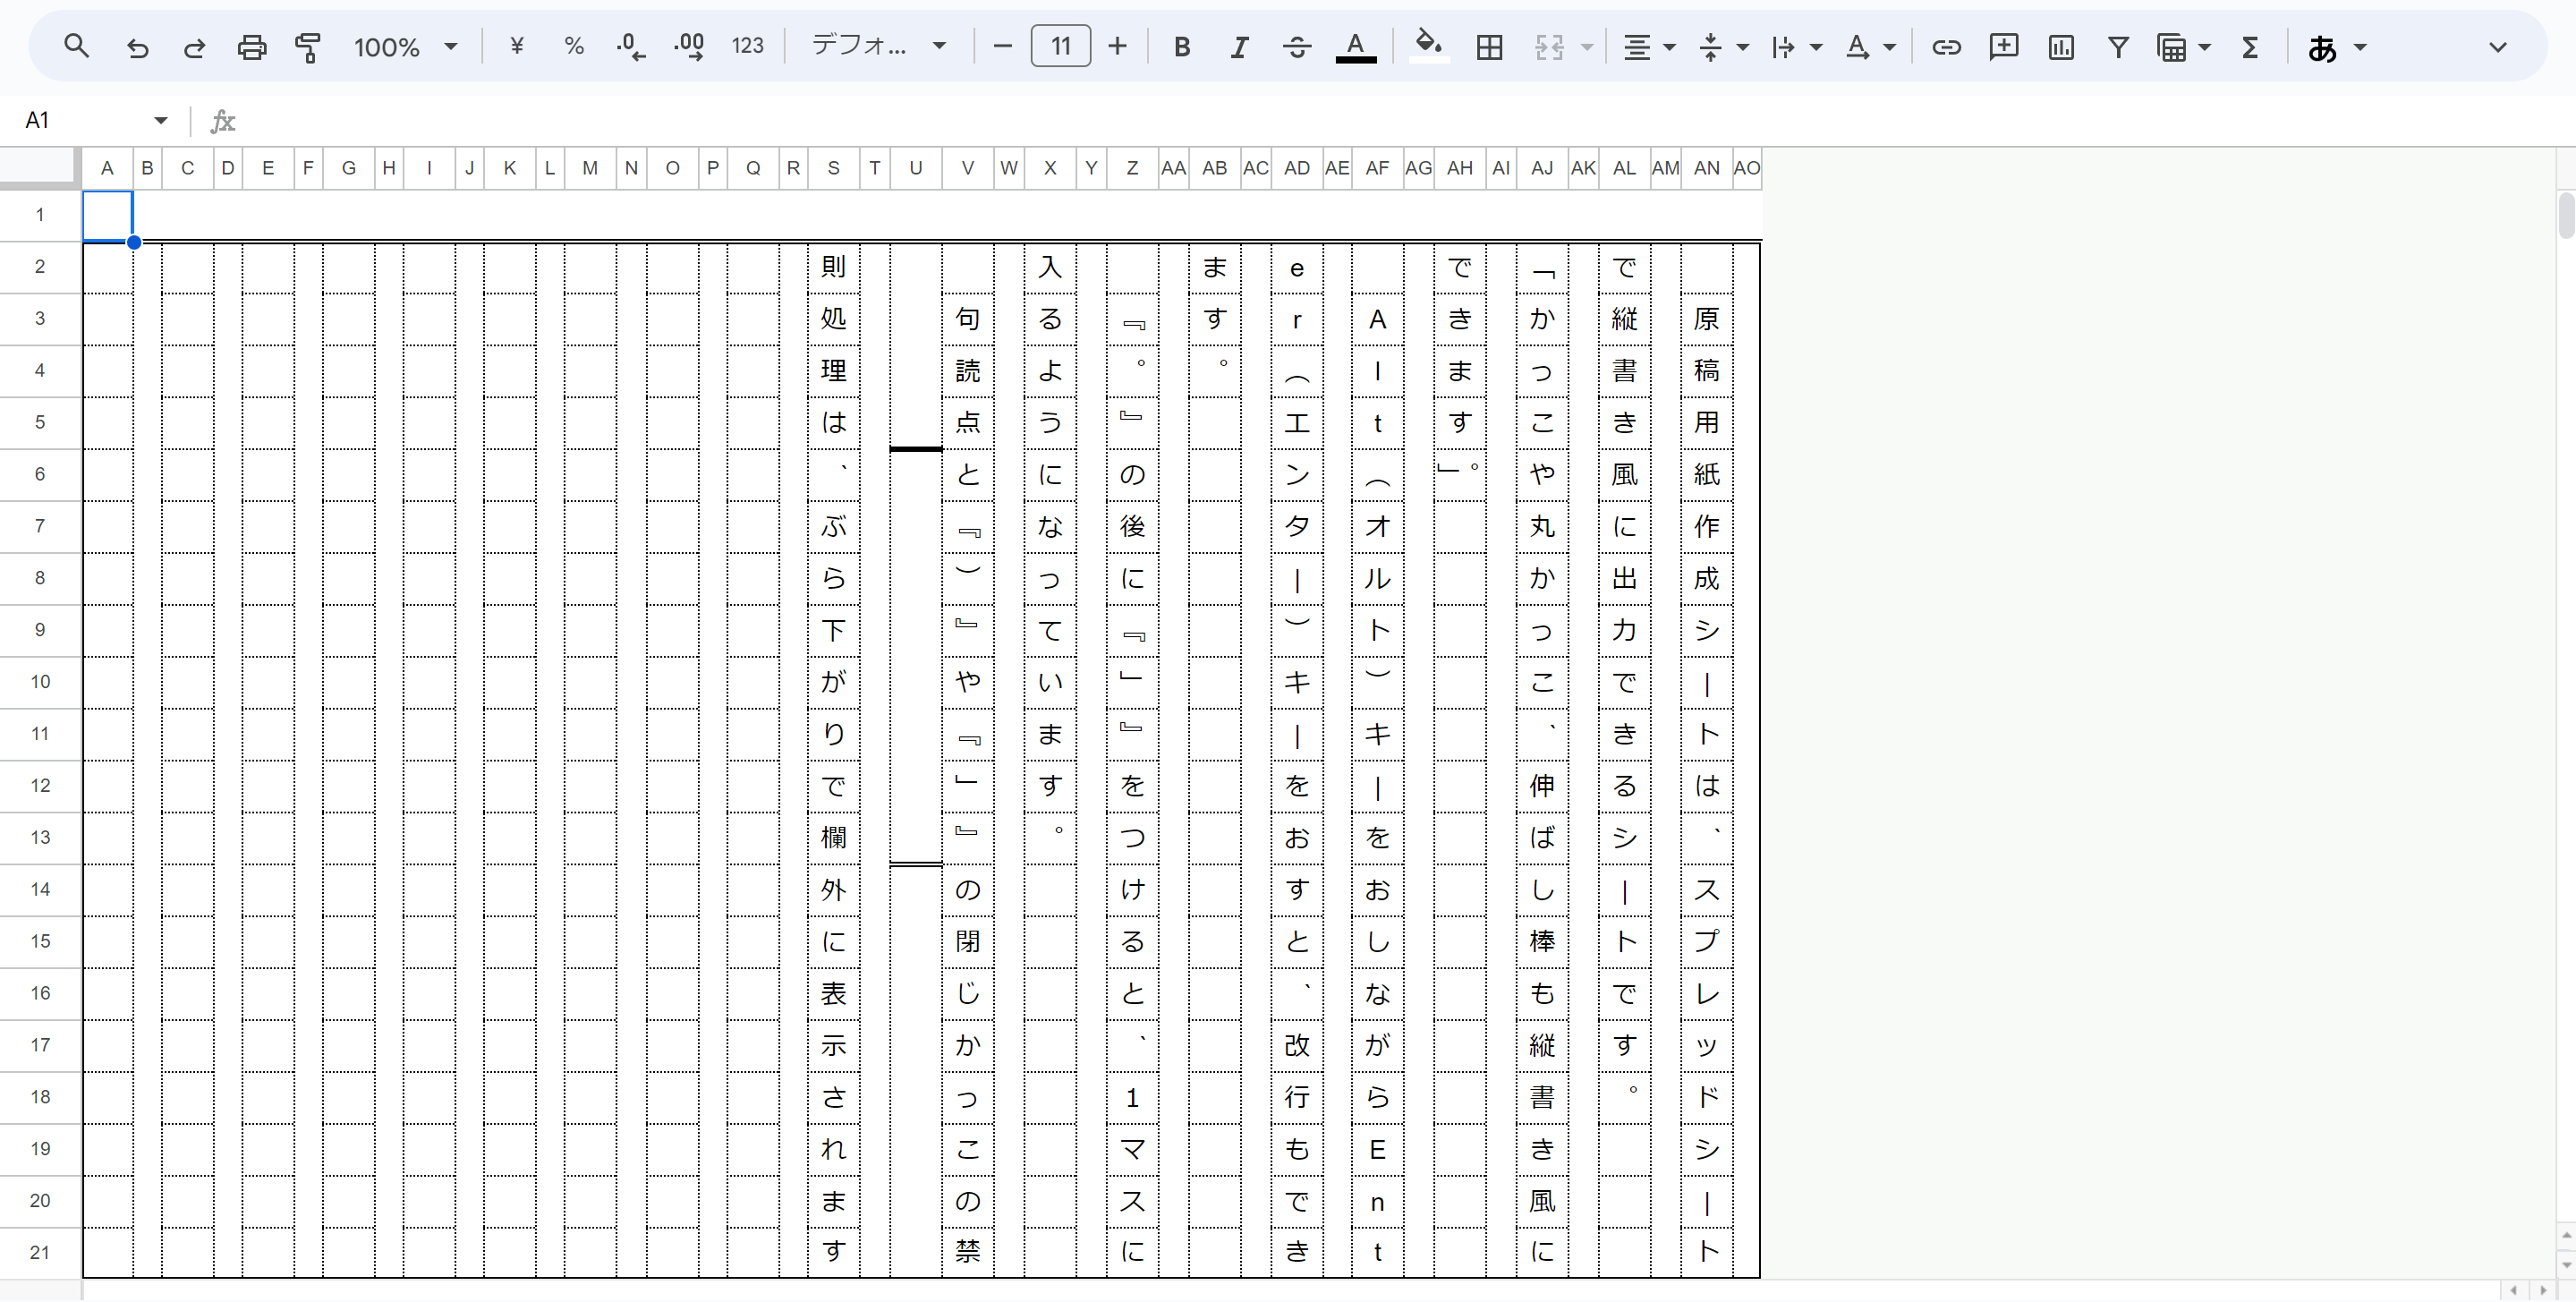 100%
¥ % .0 .00 123
デフォ...
11
B I S A
あ
A1 fx
A B C D E F G H I J K L M N O P Q R S T U V W X Y Z AA AB AC AD AE AF AG AH AI AJ AK AL AM AN AO
1
2
3
4
5
6
7
8
9
10
11
12
13
14
15
16
17
18
19
20
21
原稿用紙作成シートは、スプレッドシート
で縦書き風に出力できるシートです。
「かっこや丸かっこ、伸ばし棒も縦書き風に
できます」。
Alt(オルト)キーをおしながらEnt
er(エンター)キーをおすと、改行もでき
ます。
『。』の後に『」』をつけると、1マスに
入るようになっています。
句読点と『)』や『」』の閉じかっこの禁
則処理は、ぶら下がりで欄外に表示されます